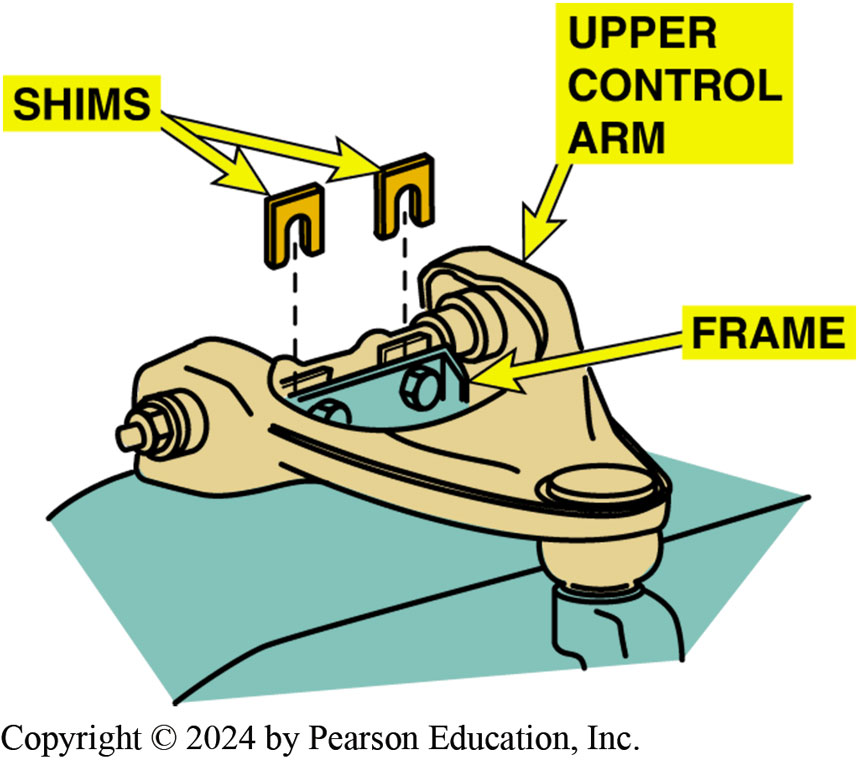 SHIMS
UPPER
CONTROL
ARM
FRAME
Copyright © 2024 by Pearson Education, Inc.